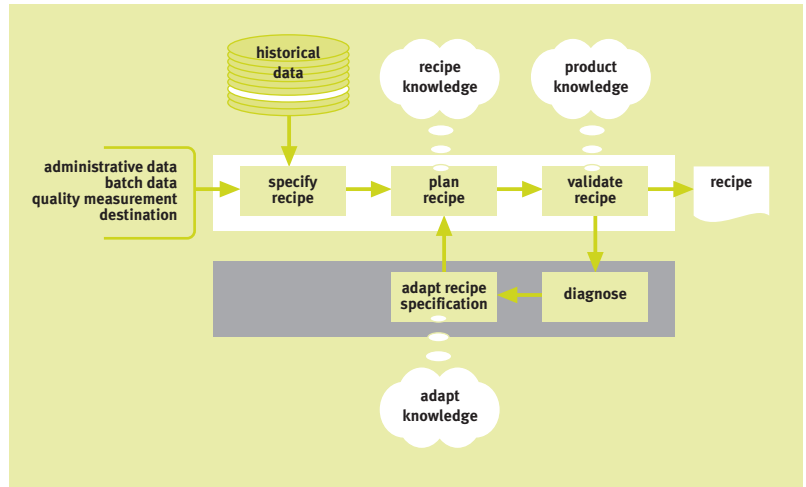 historical
data
recipe
knowledge
product
knowledge
administrative data
batch data
quality measurement
destination
specify
recipe
plan
recipe
validate
recipe
recipe
adapt recipe
specification
diagnose
adapt
knowledge